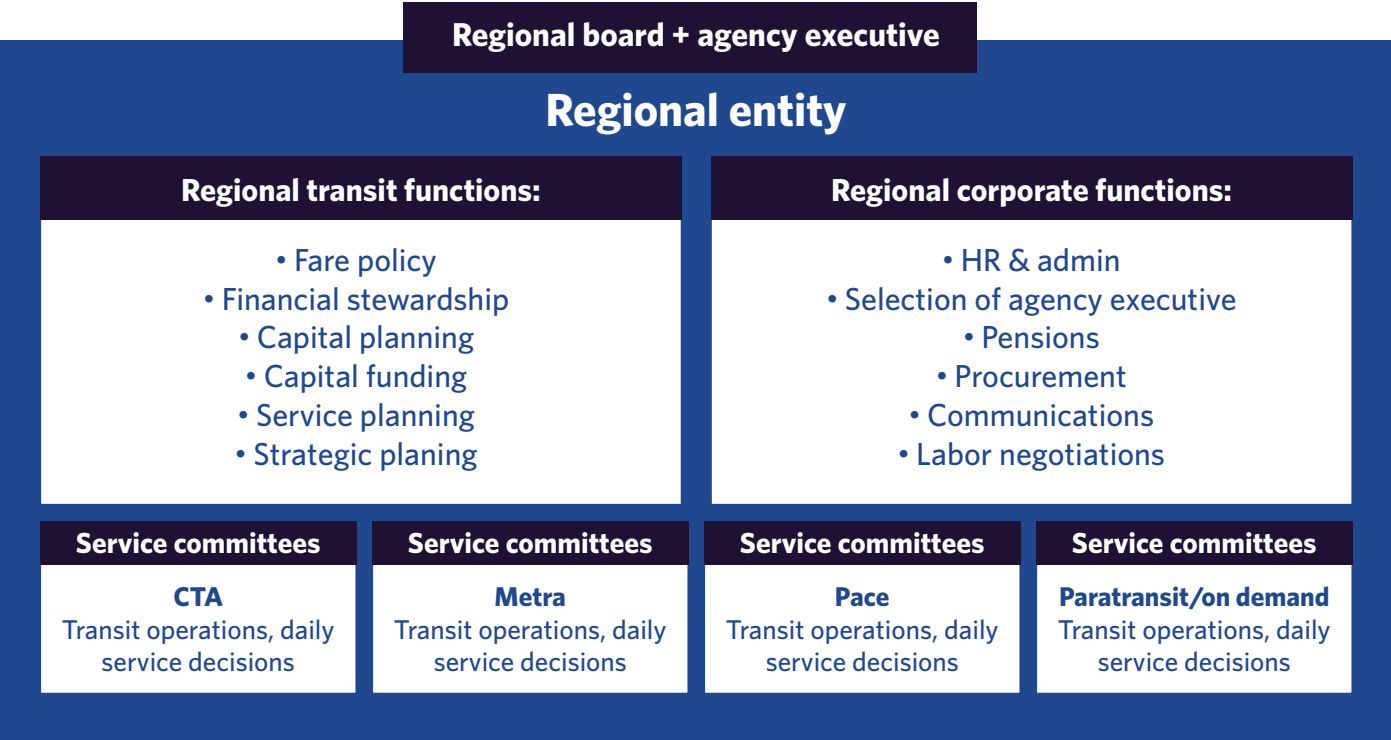 Regional board + agency executive
Regional entity
Regional transit functions:
• Fare policy
• Financial stewardship
• Capital planning
• Capital funding
• Service planning
• Strategic planing
Regional corporate functions:
• HR & admin
• Selection of agency executive
• Pensions
• Procurement
• Communications
• Labor negotiations
Service committees
CTA
Transit operations, daily
service decisions
Service committees
Metra
Transit operations, daily
service decisions
Service committees
Pace
Transit operations, daily
service decisions
Service committees
Paratransit/on demand
Transit operations, daily
service decisions